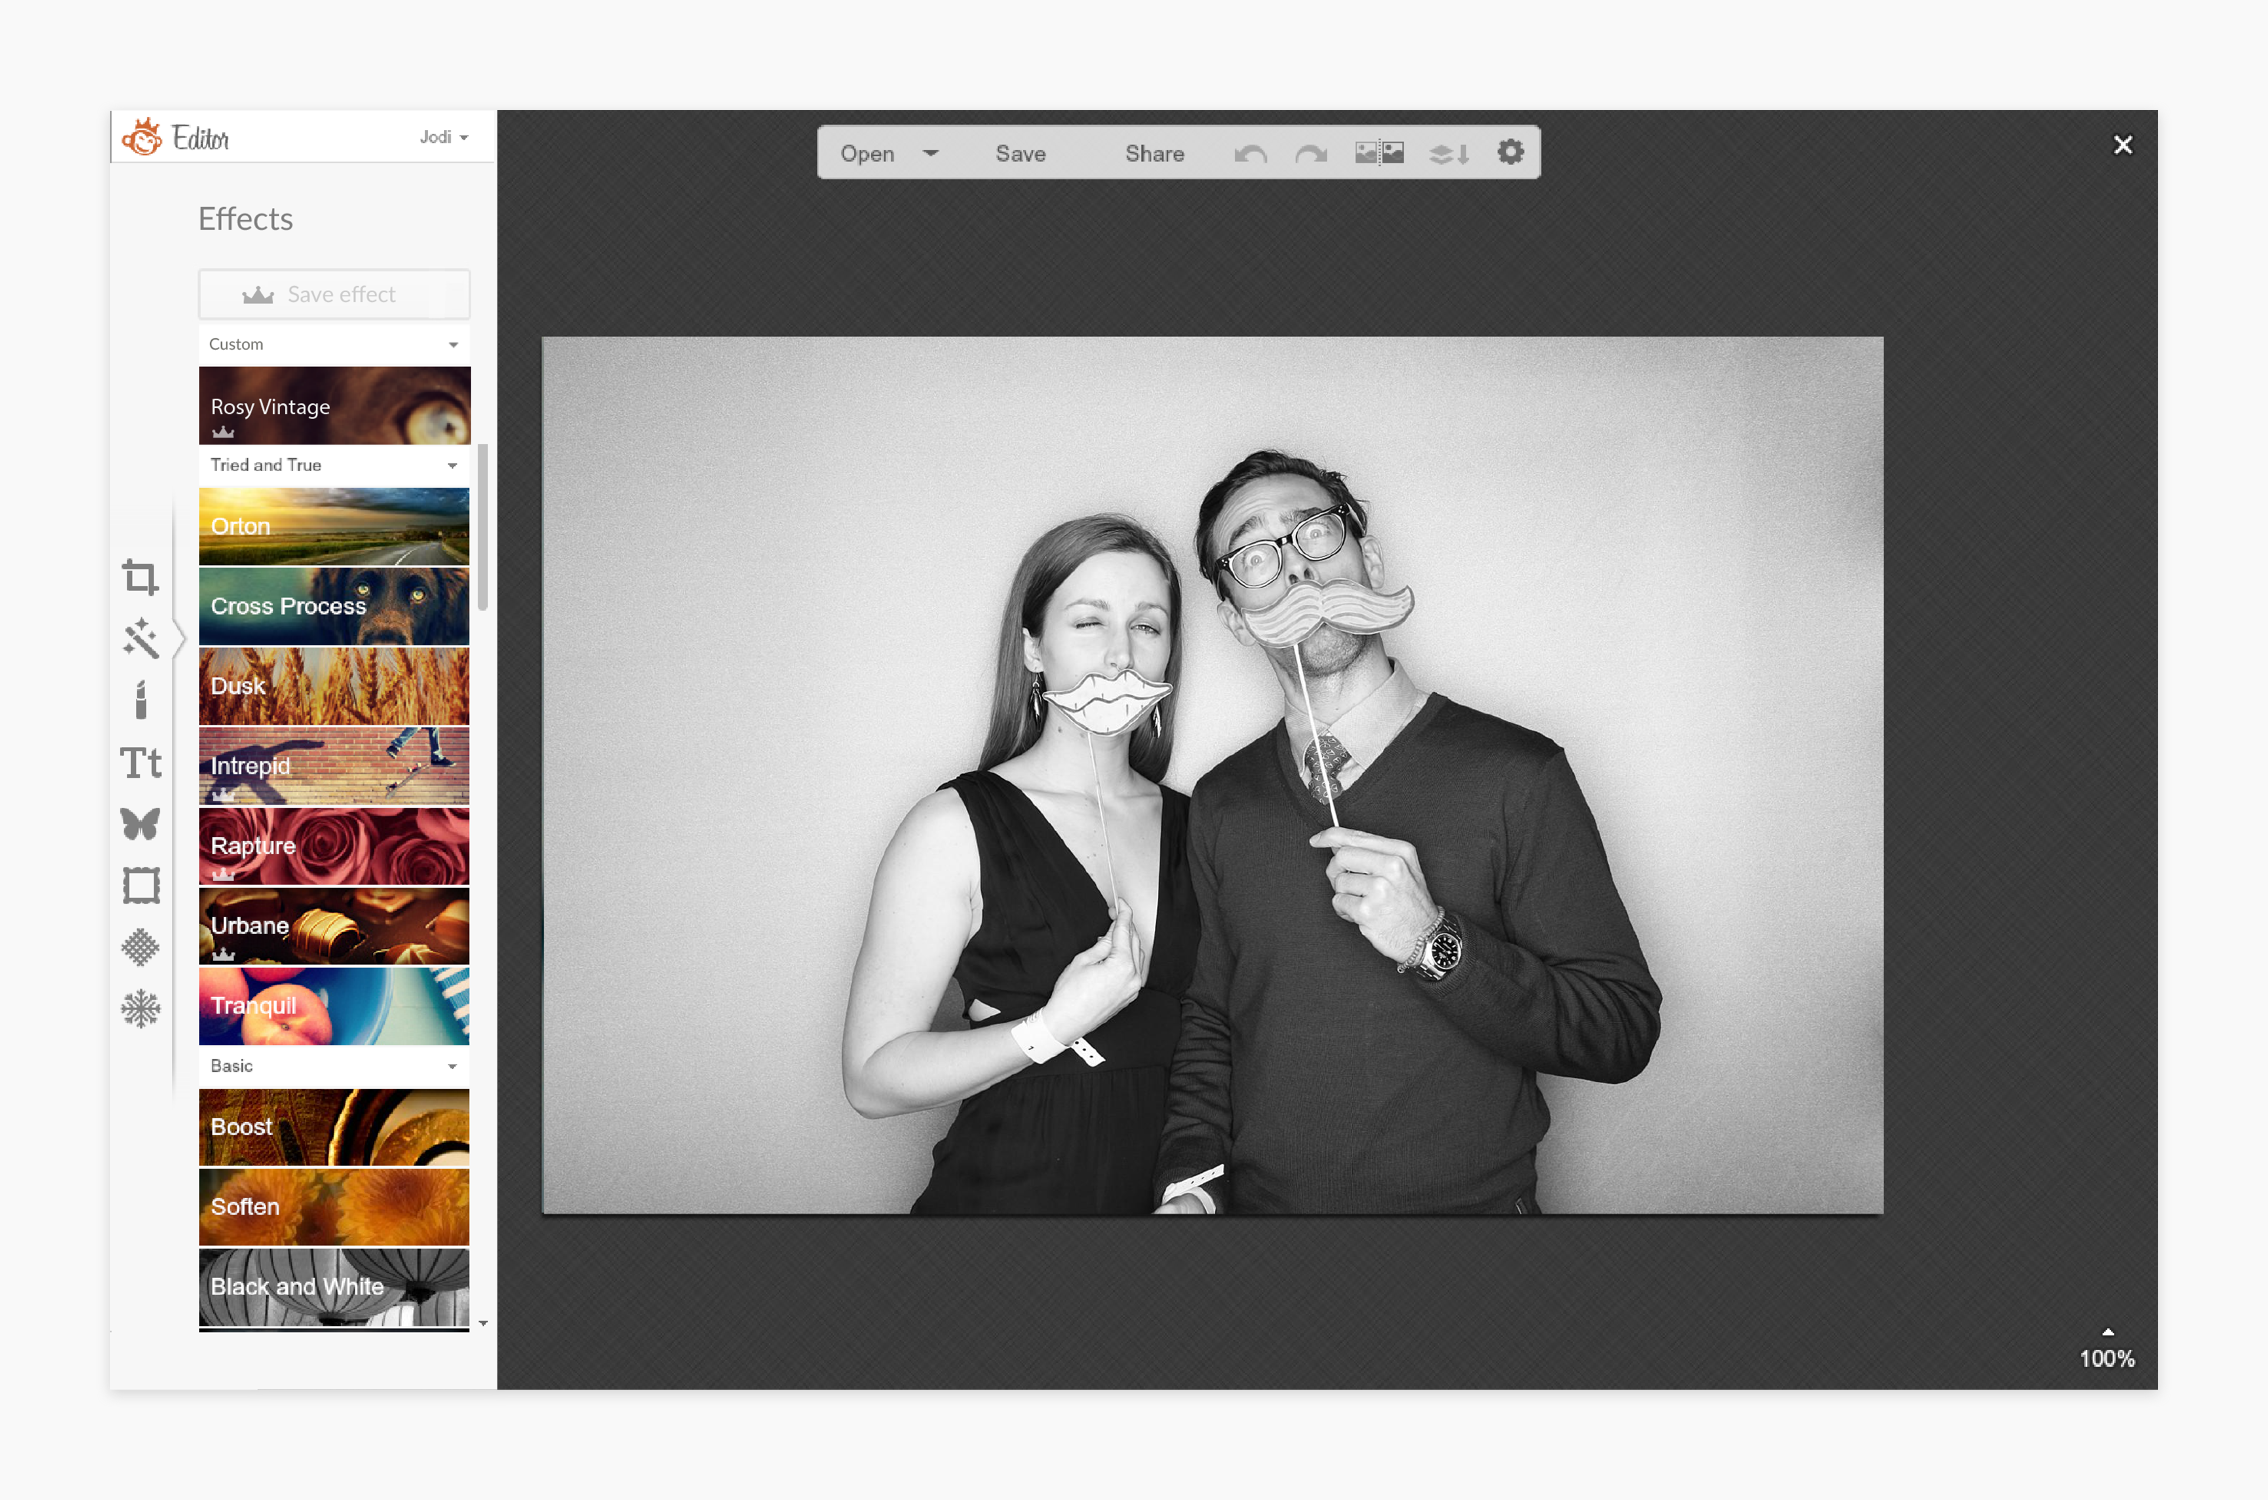 Editor
Jodi
Open Save Share
Effects
Save effect
Custom
Rosy Vintage
Tried and True
Orton
Cross Process
Dusk
Intrepid
Tt
Rapture
Urbane
Tranquil
Basic
Boost
Soften
Black and White
100%